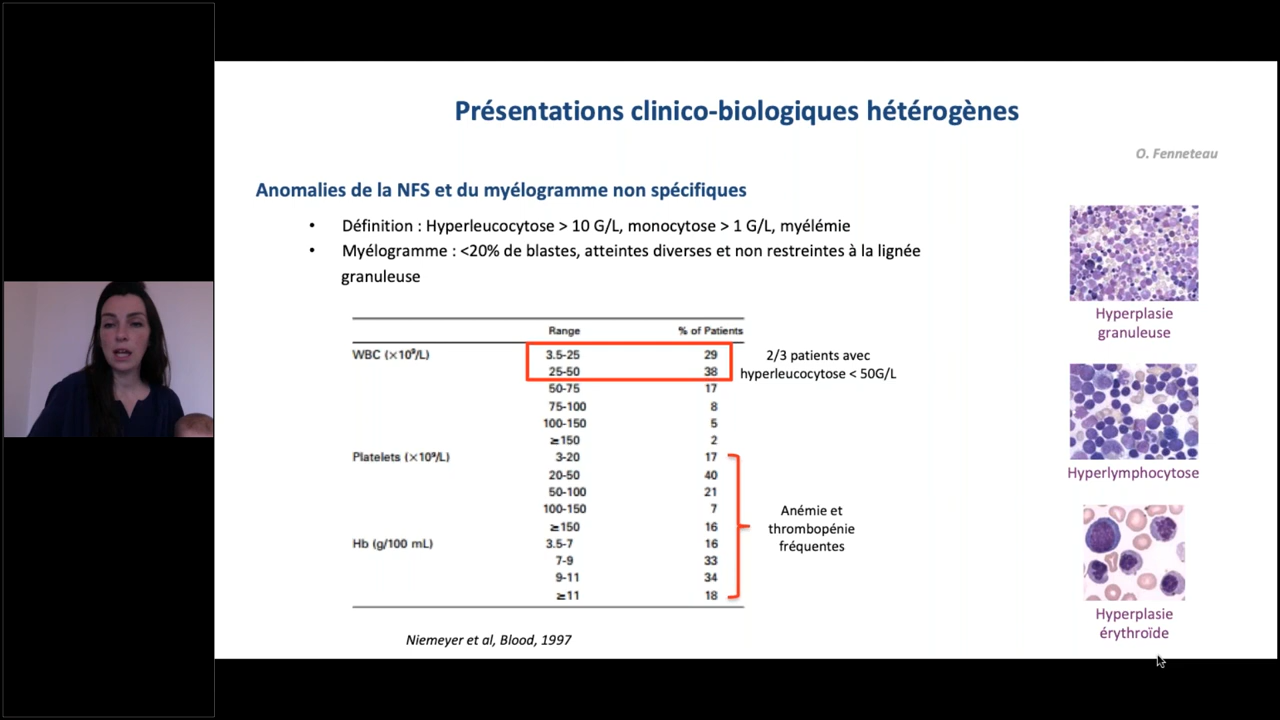 Présentations clinico-biologiques hétérogènes
O. Fenneteau
Anomalies de la NFS et du myélogramme non spécifiques
• Définition : Hyperleucocytose > 10 G/L, monocytose > 1 G/L, myélémie
• Myélogramme : <20% de blastes, atteintes diverses et non restreintes à la lignée
granuleuse
Range % of Patients
WBC (×10⁹/L) 3.5-25 29
25-50 38
50-75 17
75-100 8
100-150 5
≥150 2
Platelets (×10⁹/L) 3-20 17
20-50 40
50-100 21
100-150 7
≥150 16
Hb (g/100 mL) 3.5-7 16
7-9 33
9-11 34
≥11 18
2/3 patients avec
hyperleucocytose < 50G/L
Anémie et
thrombopénie
fréquentes
Niemeyer et al, Blood, 1997
Hyperplasie
granuleuse
Hyperlymphocytose
Hyperplasie
érythroïde